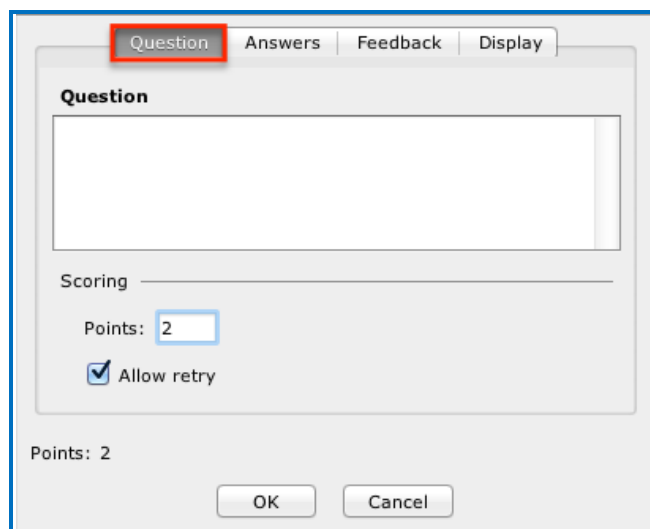 Question Answers Feedback Display
Question
Scoring
Points: 2
Allow retry
Points: 2
OK Cancel